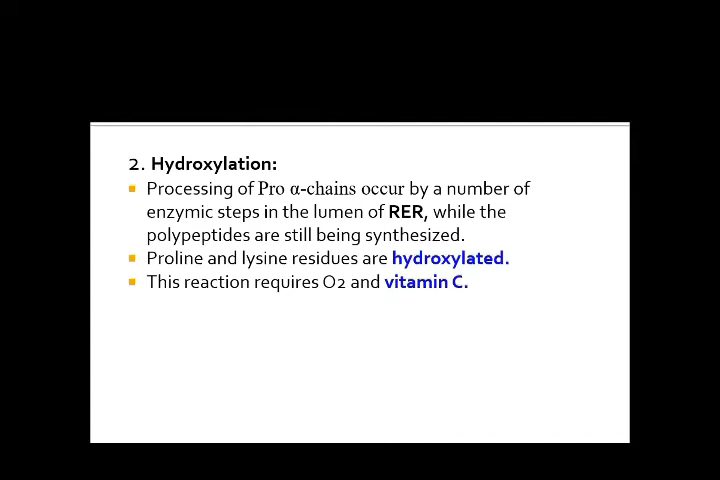 2. Hydroxylation:
▪ Processing of Pro α-chains occur by a number of
enzymic steps in the lumen of RER, while the
polypeptides are still being synthesized.
▪ Proline and lysine residues are hydroxylated.
▪ This reaction requires O2 and vitamin C.